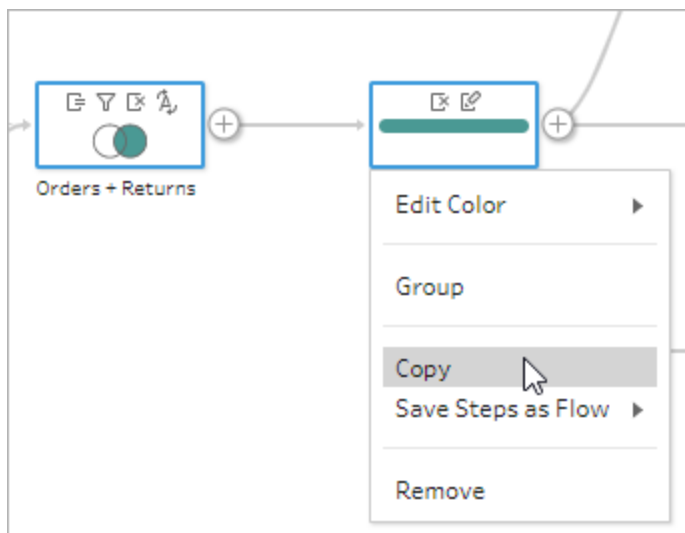 Orders + Returns
Edit Color
Group
Copy
Save Steps as Flow
Remove